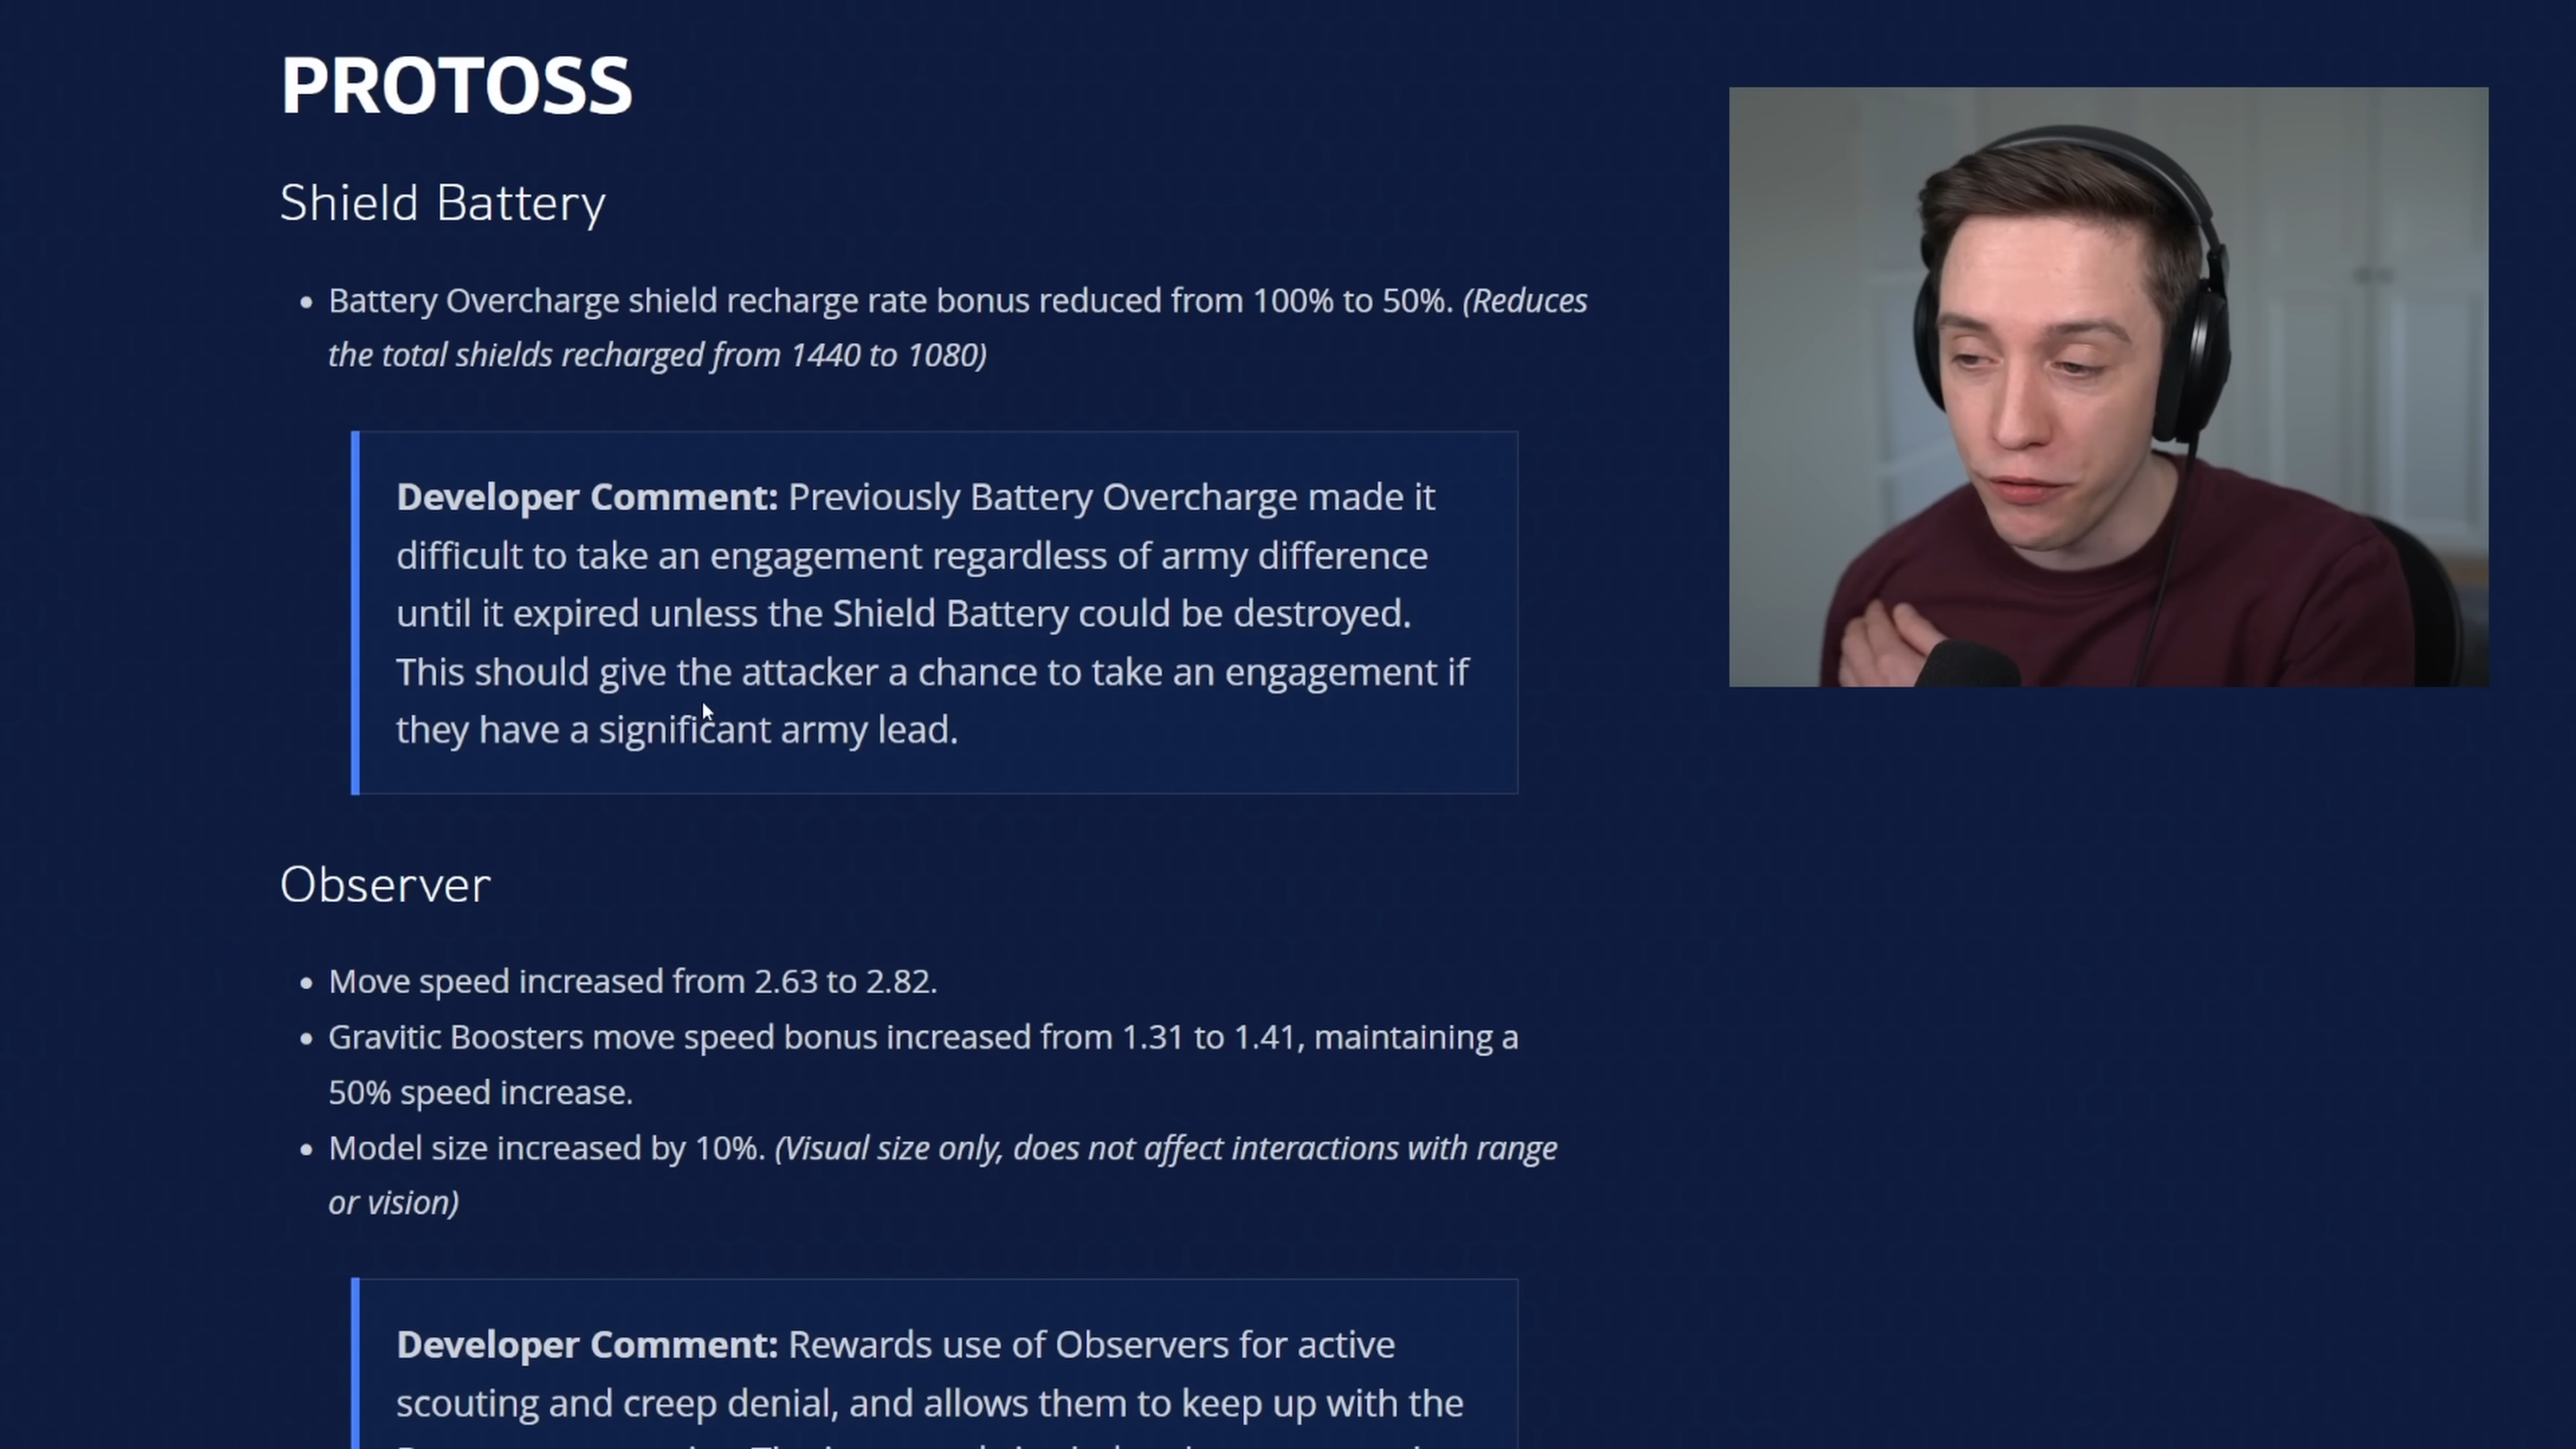 PROTOSS
Shield Battery
• Battery Overcharge shield recharge rate bonus reduced from 100% to 50%. (Reduces
the total shields recharged from 1440 to 1080)
Developer Comment: Previously Battery Overcharge made it
difficult to take an engagement regardless of army difference
until it expired unless the Shield Battery could be destroyed.
This should give the attacker a chance to take an engagement if
they have a significant army lead.
Observer
• Move speed increased from 2.63 to 2.82.
• Gravitic Boosters move speed bonus increased from 1.31 to 1.41, maintaining a
50% speed increase.
• Model size increased by 10%. (Visual size only, does not affect interactions with range
or vision)
Developer Comment: Rewards use of Observers for active
scouting and creep denial, and allows them to keep up with the